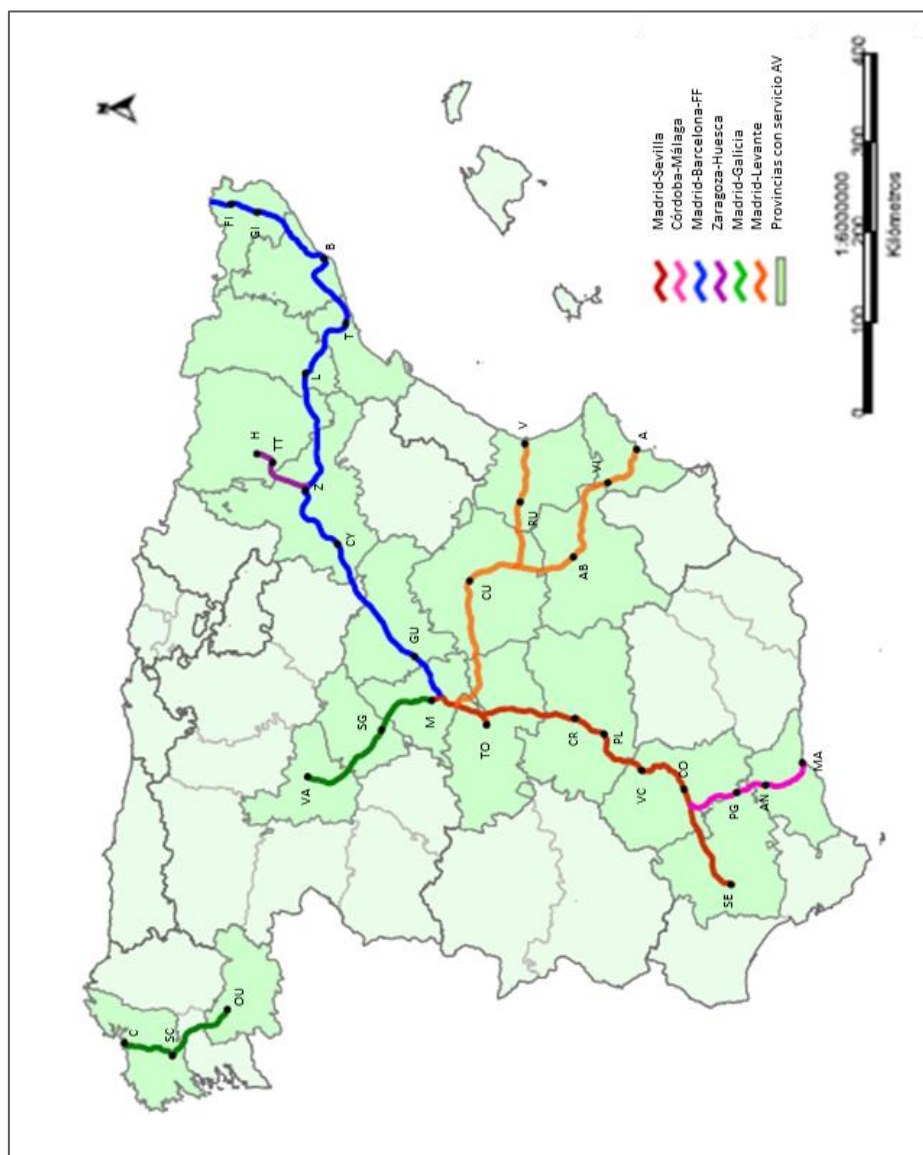 N
FI
GI
B
T
L
H
TT
Z
CY
GU
M
SG
VA
C
SC
OU
TO
CU
RU
V
AB
VI
A
CR
PL
VC
CO
SE
PG
AN
MA
Madrid-Sevilla
Córdoba-Málaga
Madrid-Barcelona-FF
Zaragoza-Huesca
Madrid-Galicia
Madrid-Levante
Provincias con servicio AV
1:6000000
0 100 200 300 400
Kilómetros